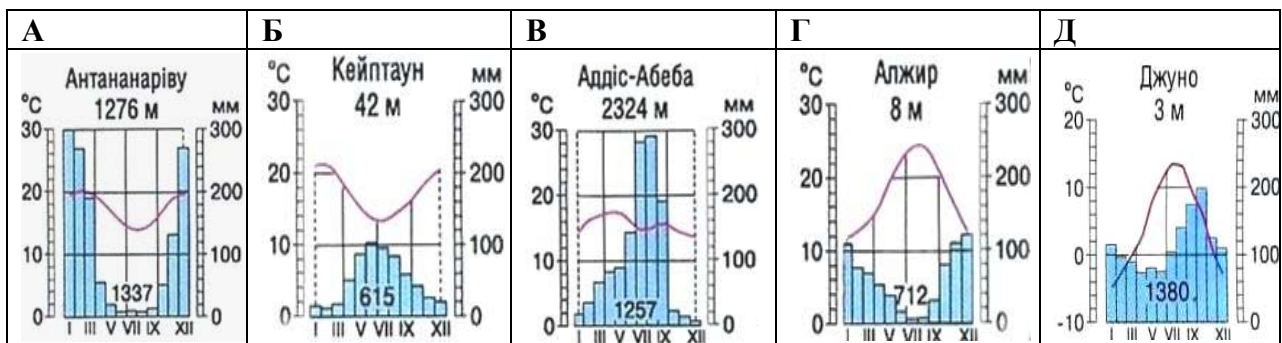 А
Б
В
Г
Д
Антананаріву
1276 м
°C
мм
30
20
10
0
300
200
100
0
1337
I III V VII IX XII
Кейптаун
42 м
°C
мм
30
20
10
0
300
200
100
0
615
I III V VII IX XII
Аддіс-Абеба
2324 м
°C
мм
30
20
10
0
300
200
100
0
1257
I III V VII IX XII
Алжир
8 м
°C
мм
30
20
10
0
300
200
100
0
712
I III V VII IX XII
Джуно
3 м
°C
мм
20
10
0
-10
300
200
100
0
1380
I III V VII IX XII